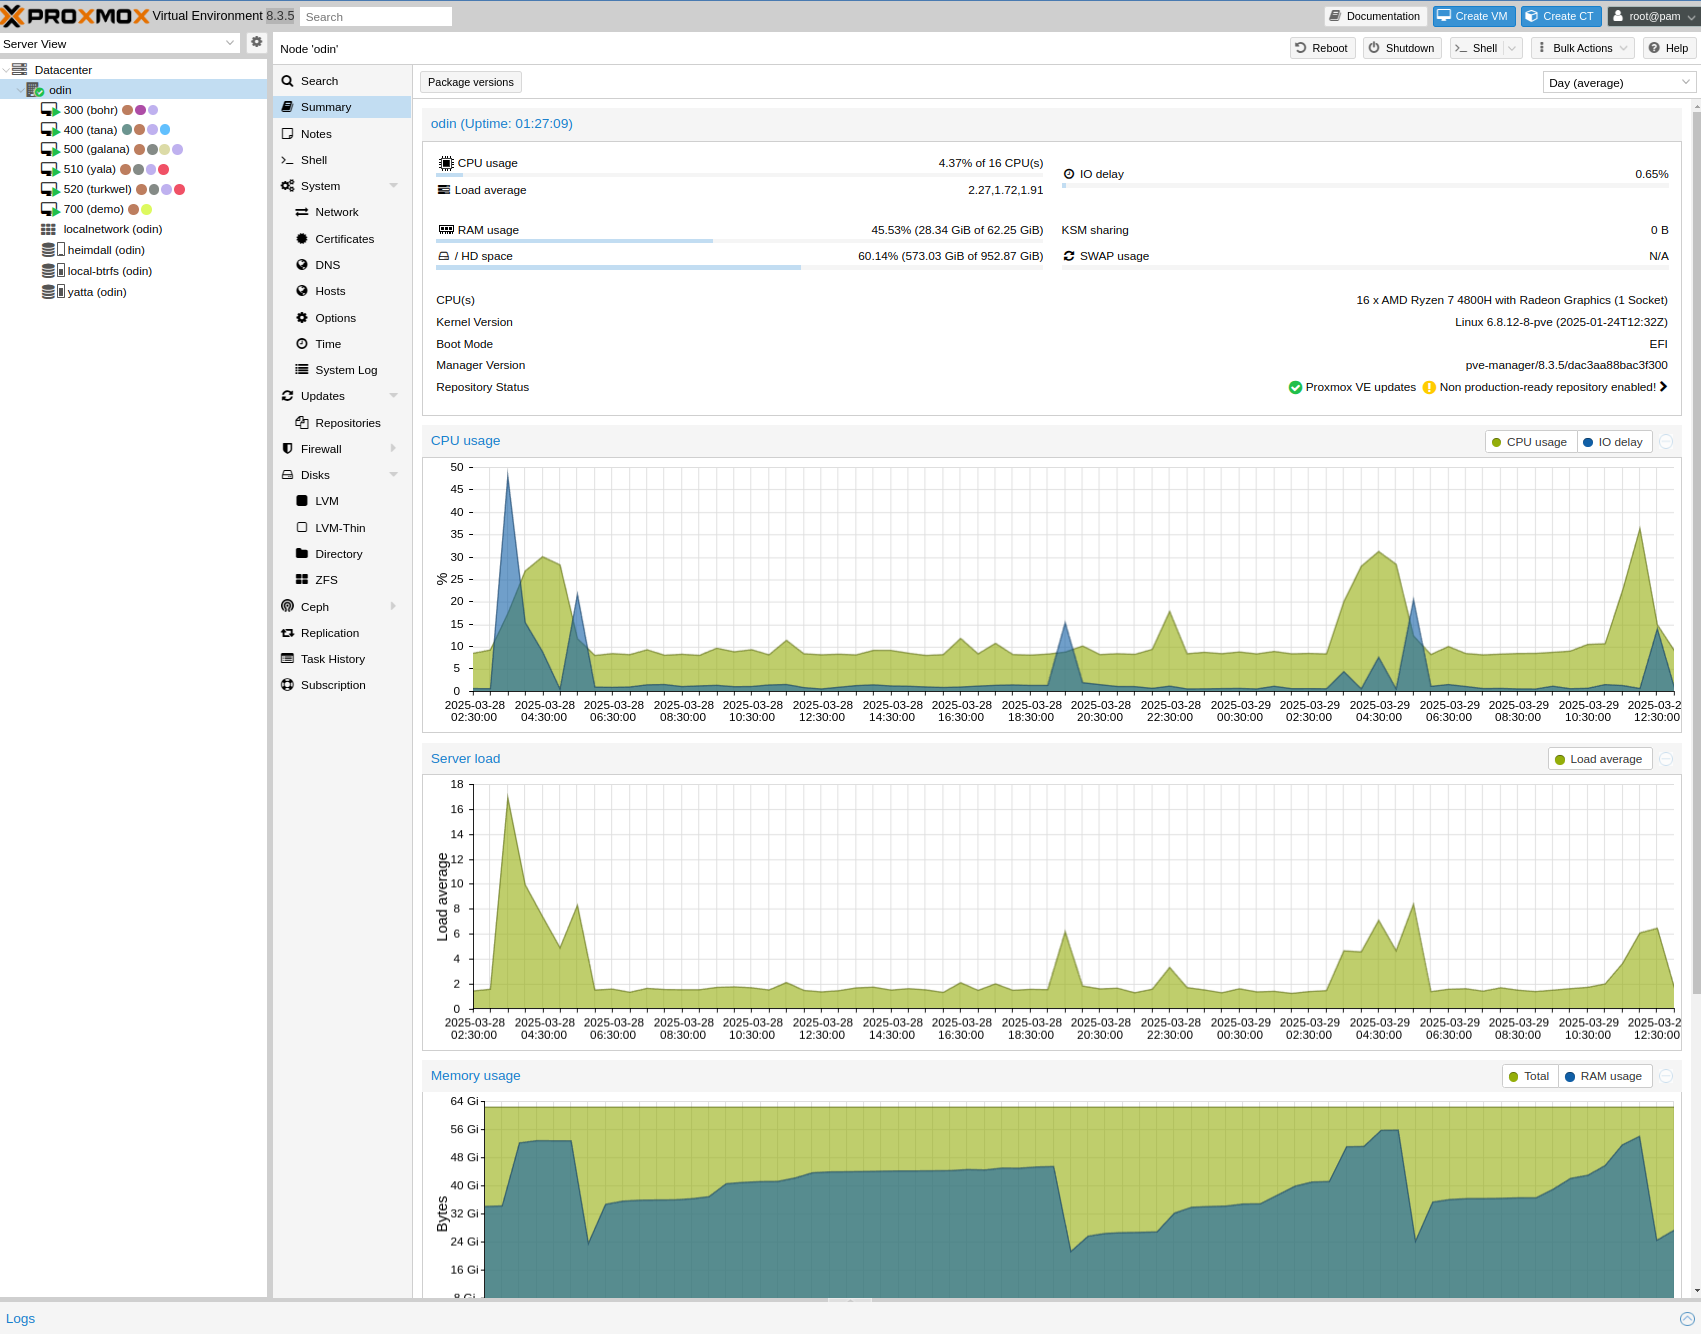 PROXMOX Virtual Environment 8.3.5 Search
Documentation Create VM Create CT root@pam
Server View
Datacenter
odin
300 (bohr)
400 (tana)
500 (galana)
510 (yala)
520 (turkwel)
700 (demo)
localnetwork (odin)
heimdall (odin)
local-btrfs (odin)
yatta (odin)
Node 'odin'
Reboot Shutdown Shell Bulk Actions Help
Search
Summary
Notes
Shell
System
Network
Certificates
DNS
Hosts
Options
Time
System Log
Updates
Repositories
Firewall
Disks
LVM
LVM-Thin
Directory
ZFS
Ceph
Replication
Task History
Subscription
Package versions
Day (average)
odin (Uptime: 01:27:09)
CPU usage 4.37% of 16 CPU(s)
Load average 2.27,1.72,1.91
IO delay 0.65%
RAM usage 45.53% (28.34 GiB of 62.25 GiB)
/ HD space 60.14% (573.03 GiB of 952.87 GiB)
KSM sharing 0 B
SWAP usage N/A
CPU(s) 16 x AMD Ryzen 7 4800H with Radeon Graphics (1 Socket)
Kernel Version Linux 6.8.12-8-pve (2025-01-24T12:32Z)
Boot Mode EFI
Manager Version pve-manager/8.3.5/dac3aa88bac3f300
Repository Status Proxmox VE updates Non production-ready repository enabled!
CPU usage
CPU usage IO delay
50
45
40
35
30
25
20
15
10
5
0
%
2025-03-28 2025-03-28 2025-03-28 2025-03-28 2025-03-28 2025-03-28 2025-03-28 2025-03-28 2025-03-28 2025-03-28 2025-03-28 2025-03-29 2025-03-29 2025-03-29 2025-03-29 2025-03-29 2025-03-29 2025-03-2
02:30:00 04:30:00 06:30:00 08:30:00 10:30:00 12:30:00 14:30:00 16:30:00 18:30:00 20:30:00 22:30:00 00:30:00 02:30:00 04:30:00 06:30:00 08:30:00 10:30:00 12:30:00
Server load
Load average
18
16
14
12
10
8
6
4
2
0
Load average
2025-03-28 2025-03-28 2025-03-28 2025-03-28 2025-03-28 2025-03-28 2025-03-28 2025-03-28 2025-03-28 2025-03-28 2025-03-28 2025-03-29 2025-03-29 2025-03-29 2025-03-29 2025-03-29 2025-03-29 2025-03-2
02:30:00 04:30:00 06:30:00 08:30:00 10:30:00 12:30:00 14:30:00 16:30:00 18:30:00 20:30:00 22:30:00 00:30:00 02:30:00 04:30:00 06:30:00 08:30:00 10:30:00 12:30:00
Memory usage
Total RAM usage
64 Gi
56 Gi
48 Gi
40 Gi
32 Gi
24 Gi
16 Gi
8 Gi
Bytes
Logs